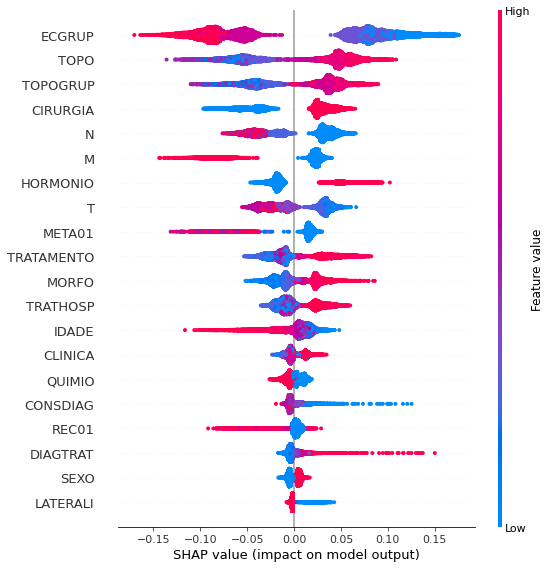 High
ECGRUP
TOPO
TOPOGRUP
CIRURGIA
N
M
HORMONIO
T
META01
TRATAMENTO
MORFO
TRATHOSP
IDADE
CLINICA
QUIMIO
CONSDIAG
REC01
DIAGTRAT
SEXO
LATERALI
Feature value
Low
−0.15 −0.10 −0.05 0.00 0.05 0.10 0.15
SHAP value (impact on model output)